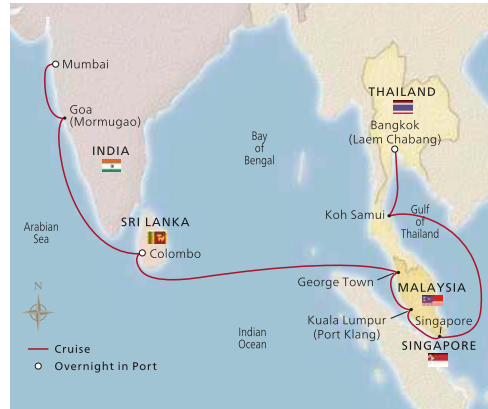 Mumbai
Goa
(Mormugao)
INDIA
THAILAND
Bangkok
(Laem Chabang)
Bay
of
Bengal
Koh Samui
Gulf
of
Thailand
Arabian
Sea
SRI LANKA
Colombo
George Town
MALAYSIA
Kuala Lumpur
(Port Klang)
Singapore
SINGAPORE
Indian
Ocean
N
Cruise
Overnight in Port